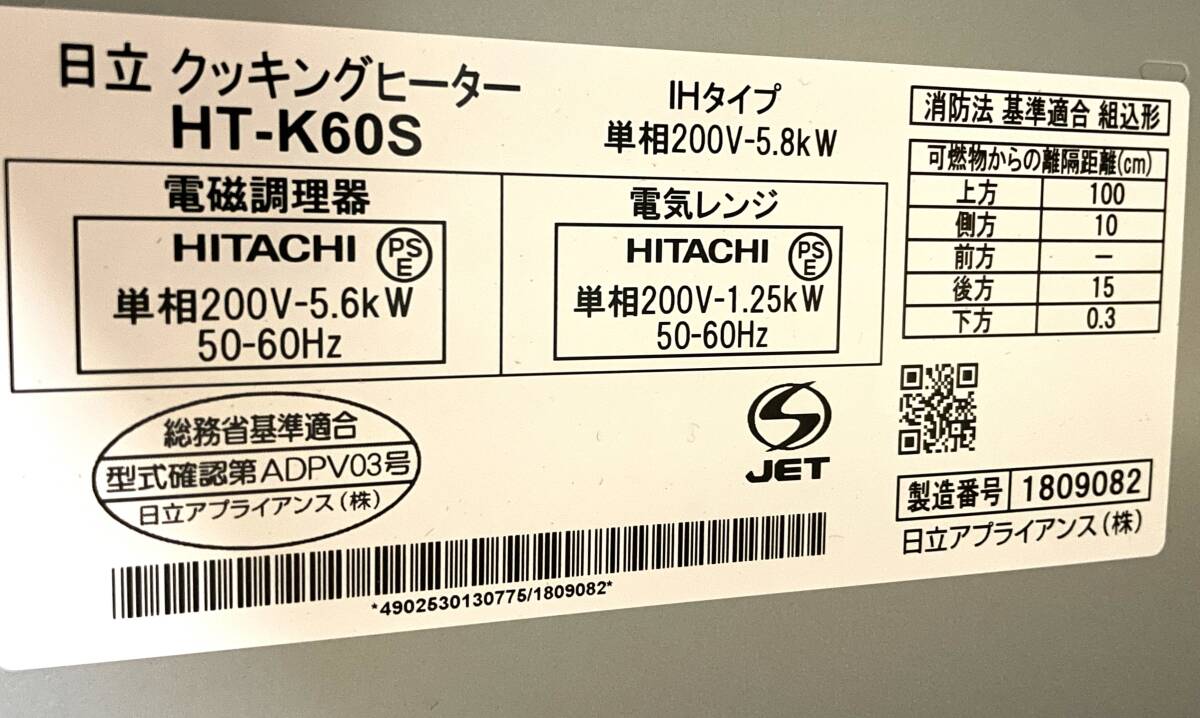 日立 クッキングヒーター
HT-K60S
IHタイプ
単相200V-5.8kW
電磁調理器
HITACHI
PS
E
単相200V-5.6kW
50-60Hz
電気レンジ
HITACHI
PS
E
単相200V-1.25kW
50-60Hz
消防法 基準適合 組込形
可燃物からの離隔距離(cm)
上方 100
側方 10
前方 ー
後方 15
下方 0.3
総務省基準適合
型式確認第ADPV03号
日立アプライアンス(株)
JET
製造番号 1809082
日立アプライアンス(株)
*4902530130775/1809082*